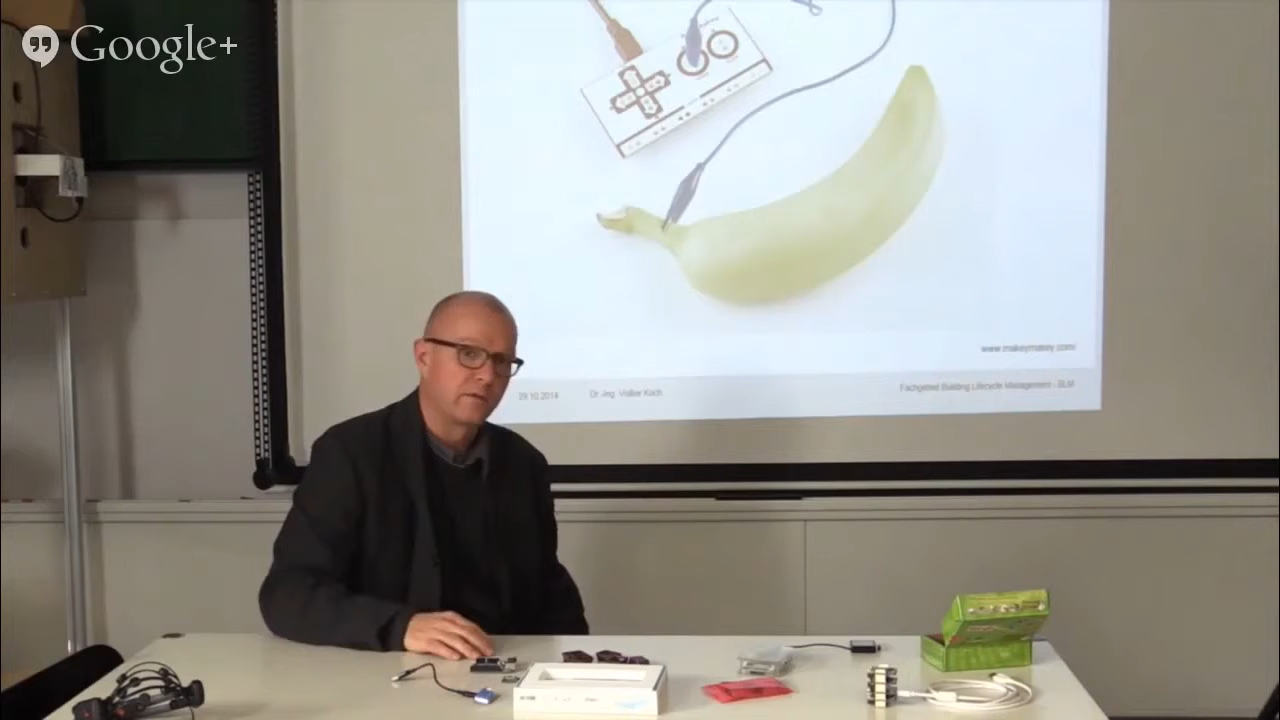 Google+
www.makeymakey.com/
29.10.2014
Dr.-Ing. Volker Koch
Fachgebiet Building Lifecycle Management - BLM